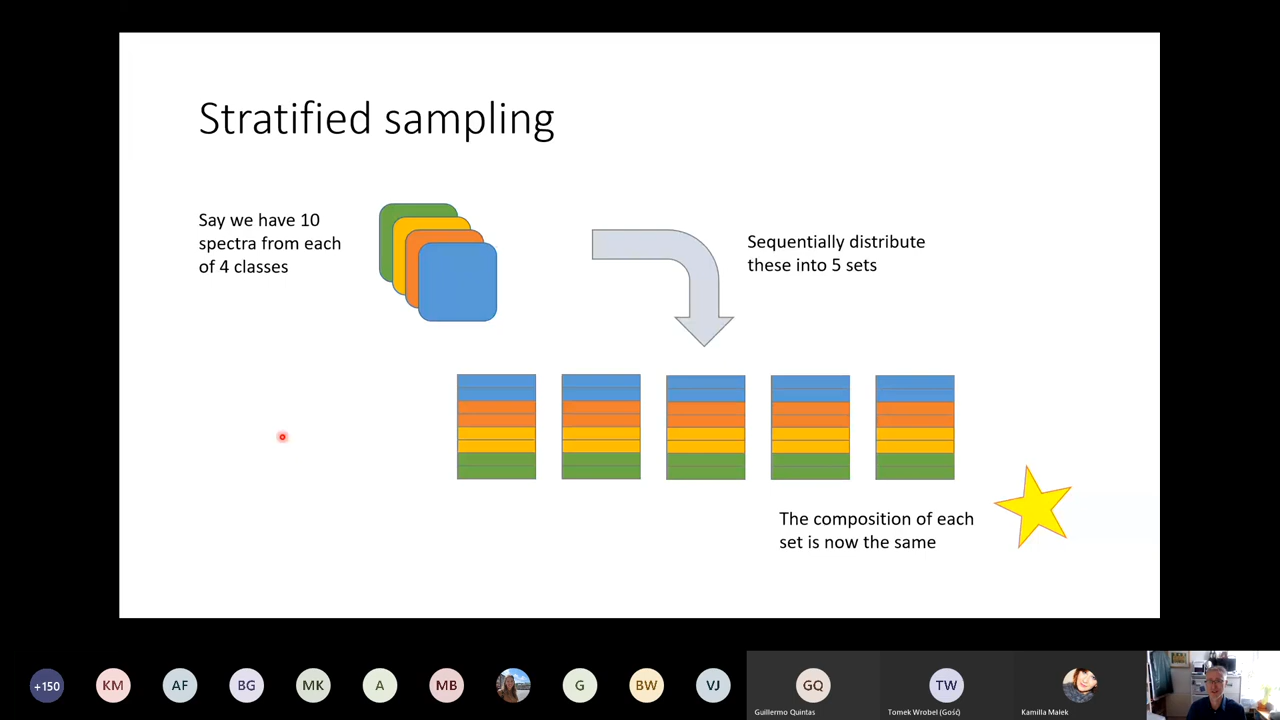 Stratified sampling
Say we have 10
spectra from each
of 4 classes
Sequentially distribute
these into 5 sets
The composition of each
set is now the same
+150
KM
AF
BG
MK
A
MB
G
BW
VJ
GQ
TW
Guillermo Quintas
Tomek Wrobel (Gość)
Kamilla Małek